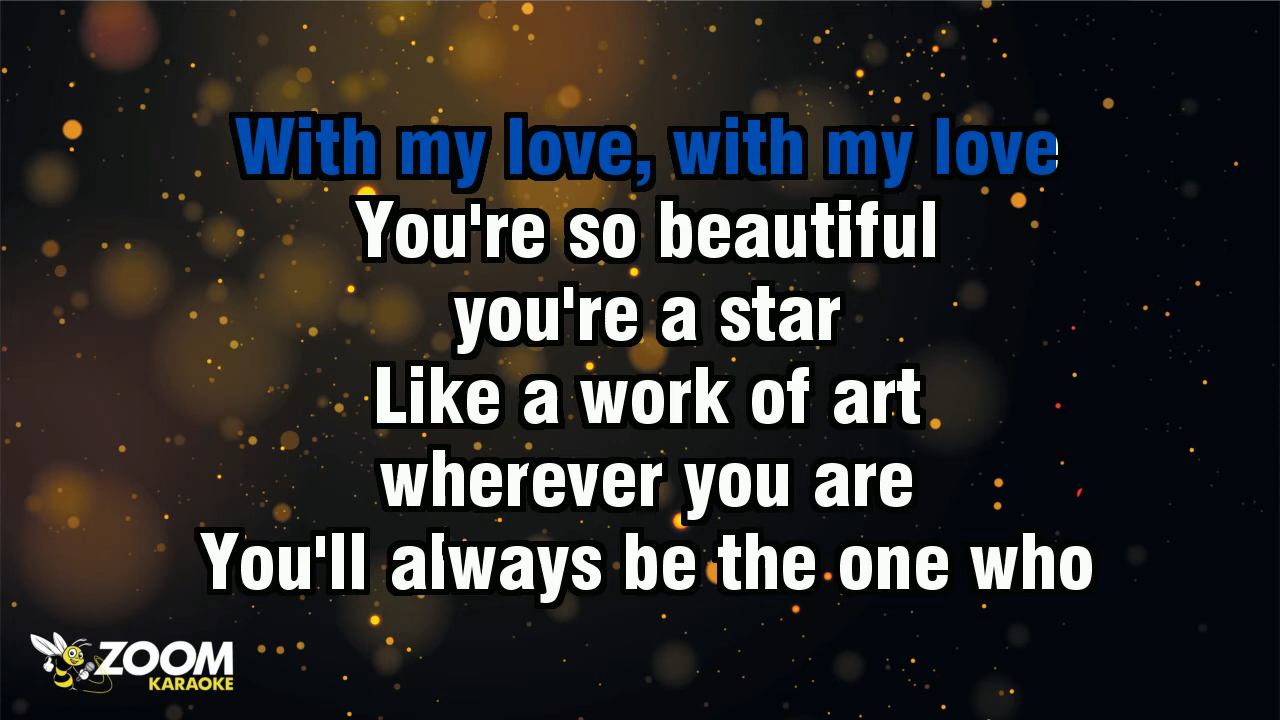 With my love, with my love
You're so beautiful
you're a star
Like a work of art
wherever you are
You'll always be the one who
ZOOM
KARAOKE